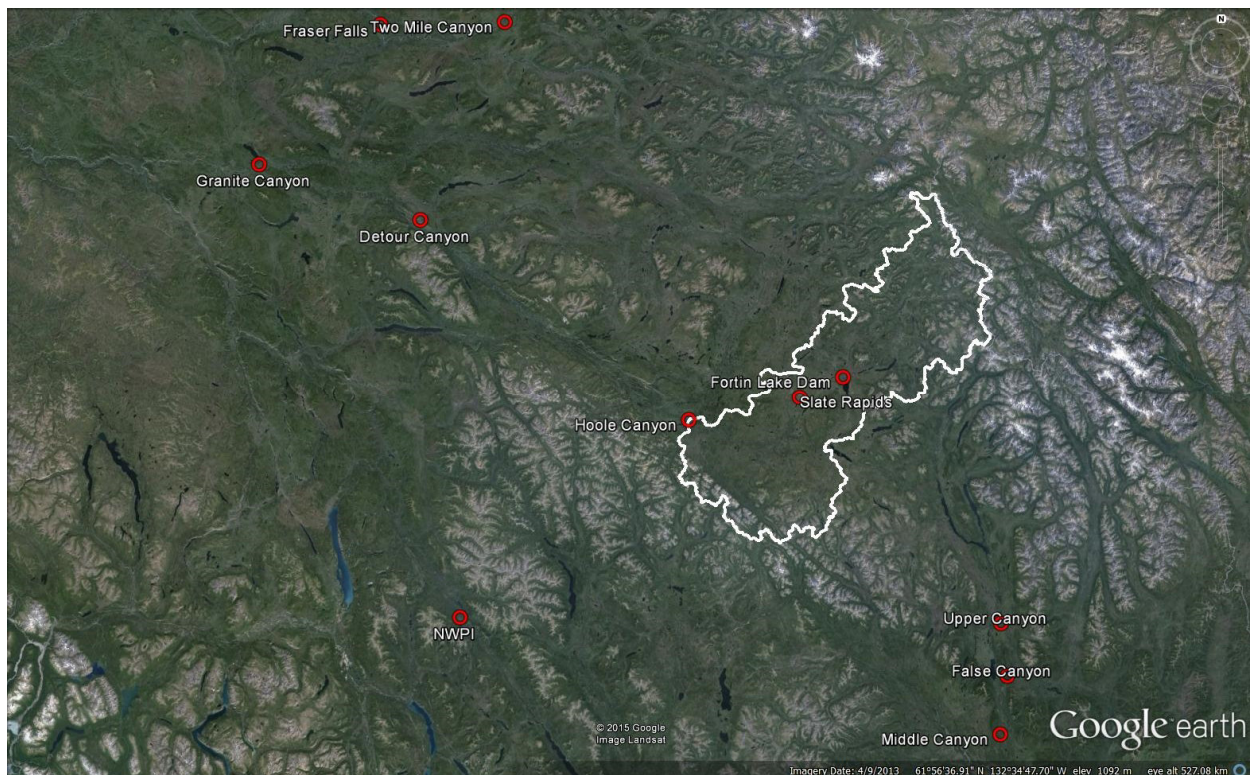 N
Fraser Falls
Two Mile Canyon
Granite Canyon
Detour Canyon
Fortin Lake Dam
Slate Rapids
Hoole Canyon
Upper Canyon
NWPI
False Canyon
Middle Canyon
© 2015 Google
Image Landsat
Google earth
Imagery Date: 4/9/2013 61°56'36.91" N 132°34'47.70" W elev 1092 m eye alt 527.08 km